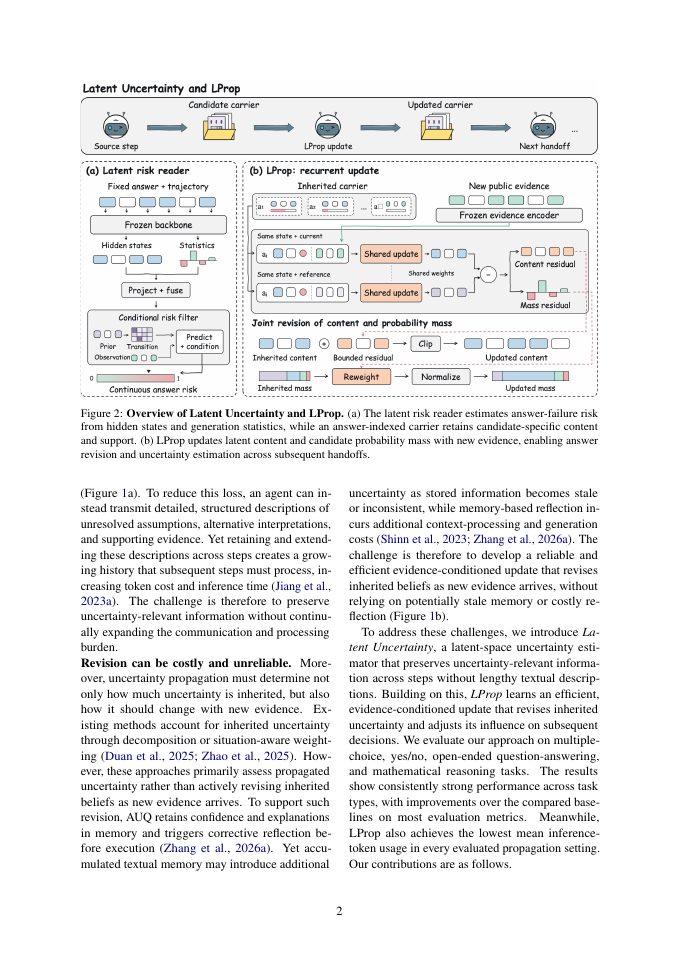 Latent Uncertainty and LProp
Candidate carrier
Updated carrier
Source step
LProp update
Next handoff
...
(a) Latent risk reader
Fixed answer + trajectory
Frozen backbone
Hidden states
Statistics
Project + fuse
Conditional risk filter
Prior
Transition
Observation
Predict
+ condition
0
1
Continuous answer risk
(b) LProp: recurrent update
Inherited carrier
New public evidence
...
Frozen evidence encoder
Same state + current
Shared update
Same state + reference
Shared weights
Shared update
−
Content residual
Mass residual
Joint revision of content and probability mass
Clip
Inherited content
Bounded residual
Updated content
Reweight
Normalize
Inherited mass
Updated mass
Figure 2: Overview of Latent Uncertainty and LProp. (a) The latent risk reader estimates answer-failure risk
from hidden states and generation statistics, while an answer-indexed carrier retains candidate-specific content
and support. (b) LProp updates latent content and candidate probability mass with new evidence, enabling answer
revision and uncertainty estimation across subsequent handoffs.
(Figure 1a). To reduce this loss, an agent can in-
stead transmit detailed, structured descriptions of
unresolved assumptions, alternative interpretations,
and supporting evidence. Yet retaining and extend-
ing these descriptions across steps creates a grow-
ing history that subsequent steps must process, in-
creasing token cost and inference time (Jiang et al.,
2023a). The challenge is therefore to preserve
uncertainty-relevant information without continu-
ally expanding the communication and processing
burden.
Revision can be costly and unreliable. More-
over, uncertainty propagation must determine not
only how much uncertainty is inherited, but also
how it should change with new evidence. Ex-
isting methods account for inherited uncertainty
through decomposition or situation-aware weight-
ing (Duan et al., 2025; Zhao et al., 2025). How-
ever, these approaches primarily assess propagated
uncertainty rather than actively revising inherited
beliefs as new evidence arrives. To support such
revision, AUQ retains confidence and explanations
in memory and triggers corrective reflection be-
fore execution (Zhang et al., 2026a). Yet accu-
mulated textual memory may introduce additional
uncertainty as stored information becomes stale
or inconsistent, while memory-based reflection in-
curs additional context-processing and generation
costs (Shinn et al., 2023; Zhang et al., 2026a). The
challenge is therefore to develop a reliable and
efficient evidence-conditioned update that revises
inherited beliefs as new evidence arrives, without
relying on potentially stale memory or costly re-
flection (Figure 1b).
To address these challenges, we introduce La-
tent Uncertainty, a latent-space uncertainty esti-
mator that preserves uncertainty-relevant informa-
tion across steps without lengthy textual descrip-
tions. Building on this, LProp learns an efficient,
evidence-conditioned update that revises inherited
uncertainty and adjusts its influence on subsequent
decisions. We evaluate our approach on multiple-
choice, yes/no, open-ended question-answering,
and mathematical reasoning tasks. The results
show consistently strong performance across task
types, with improvements over the compared base-
lines on most evaluation metrics. Meanwhile,
LProp also achieves the lowest mean inference-
token usage in every evaluated propagation setting.
Our contributions are as follows.
2